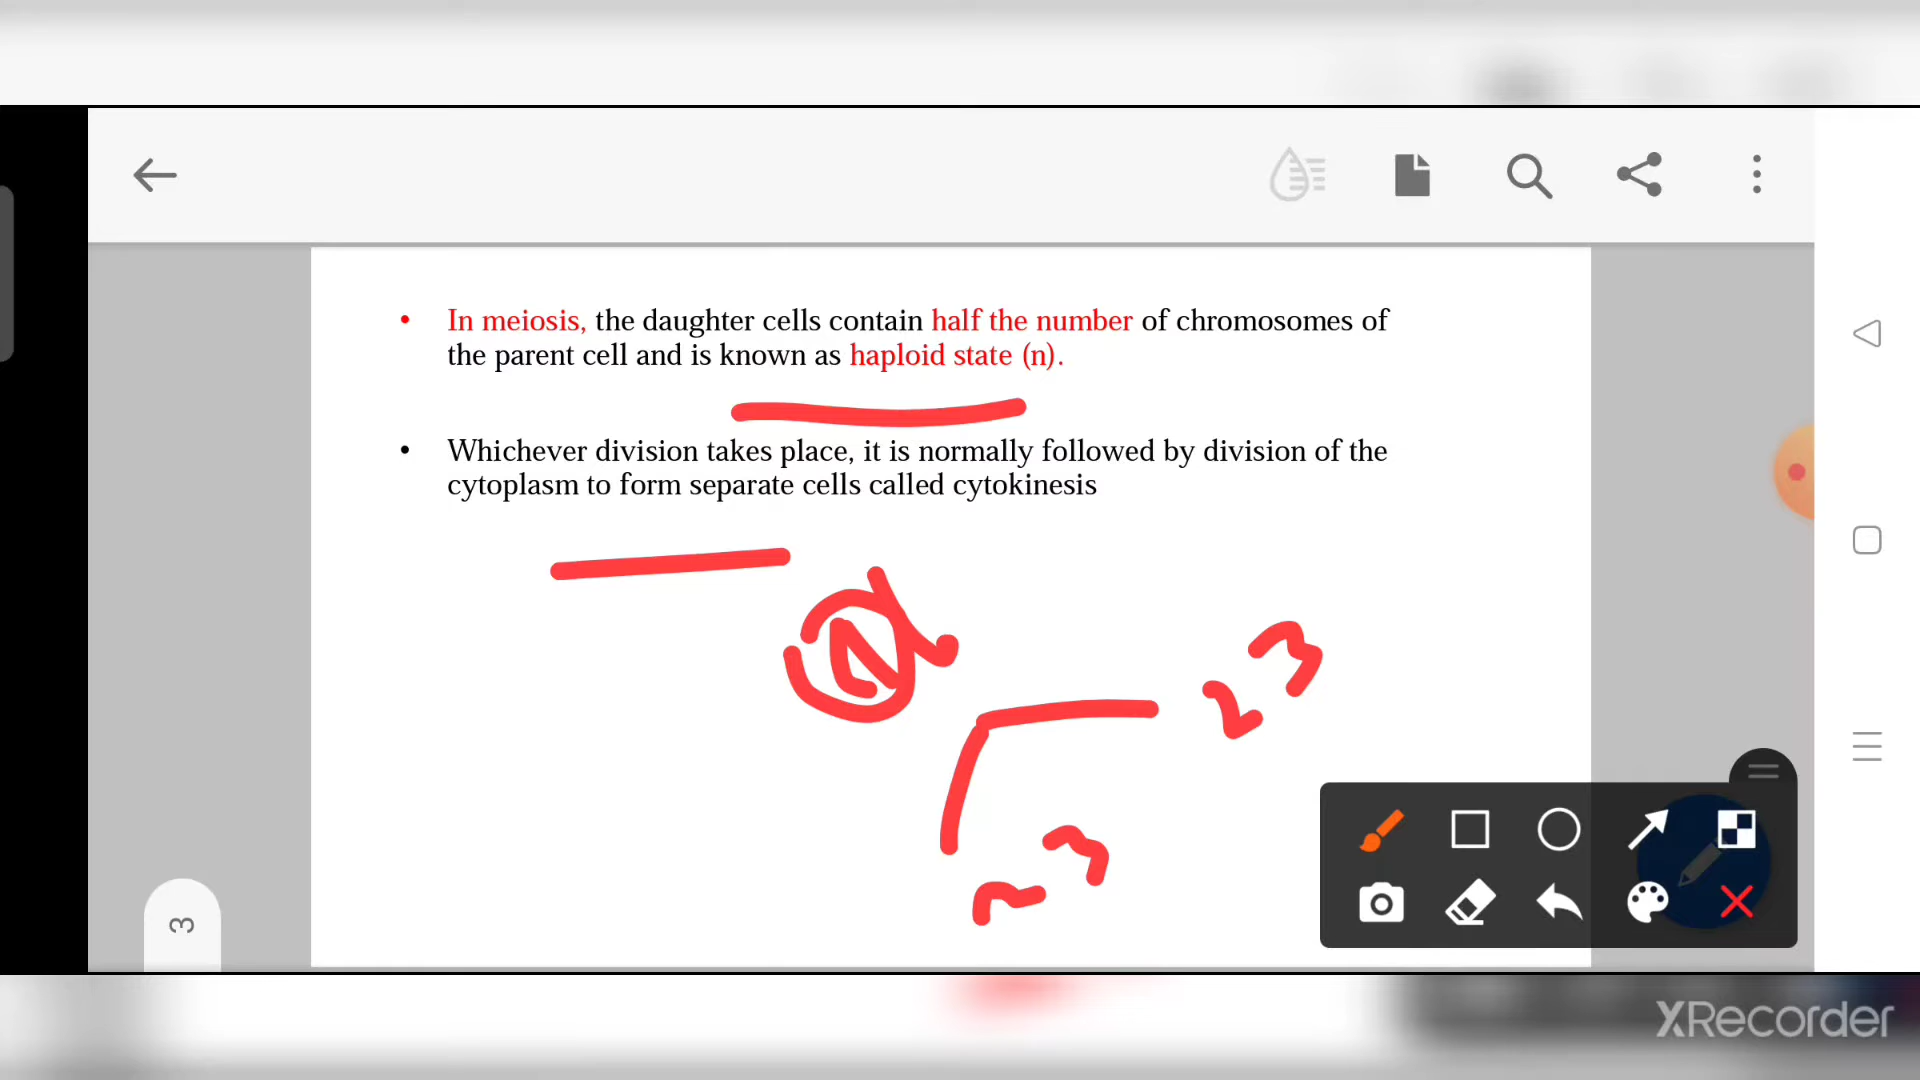 • In meiosis, the daughter cells contain half the number of chromosomes of
the parent cell and is known as haploid state (n).
• Whichever division takes place, it is normally followed by division of the
cytoplasm to form separate cells called cytokinesis
23
23
3
XRecorder